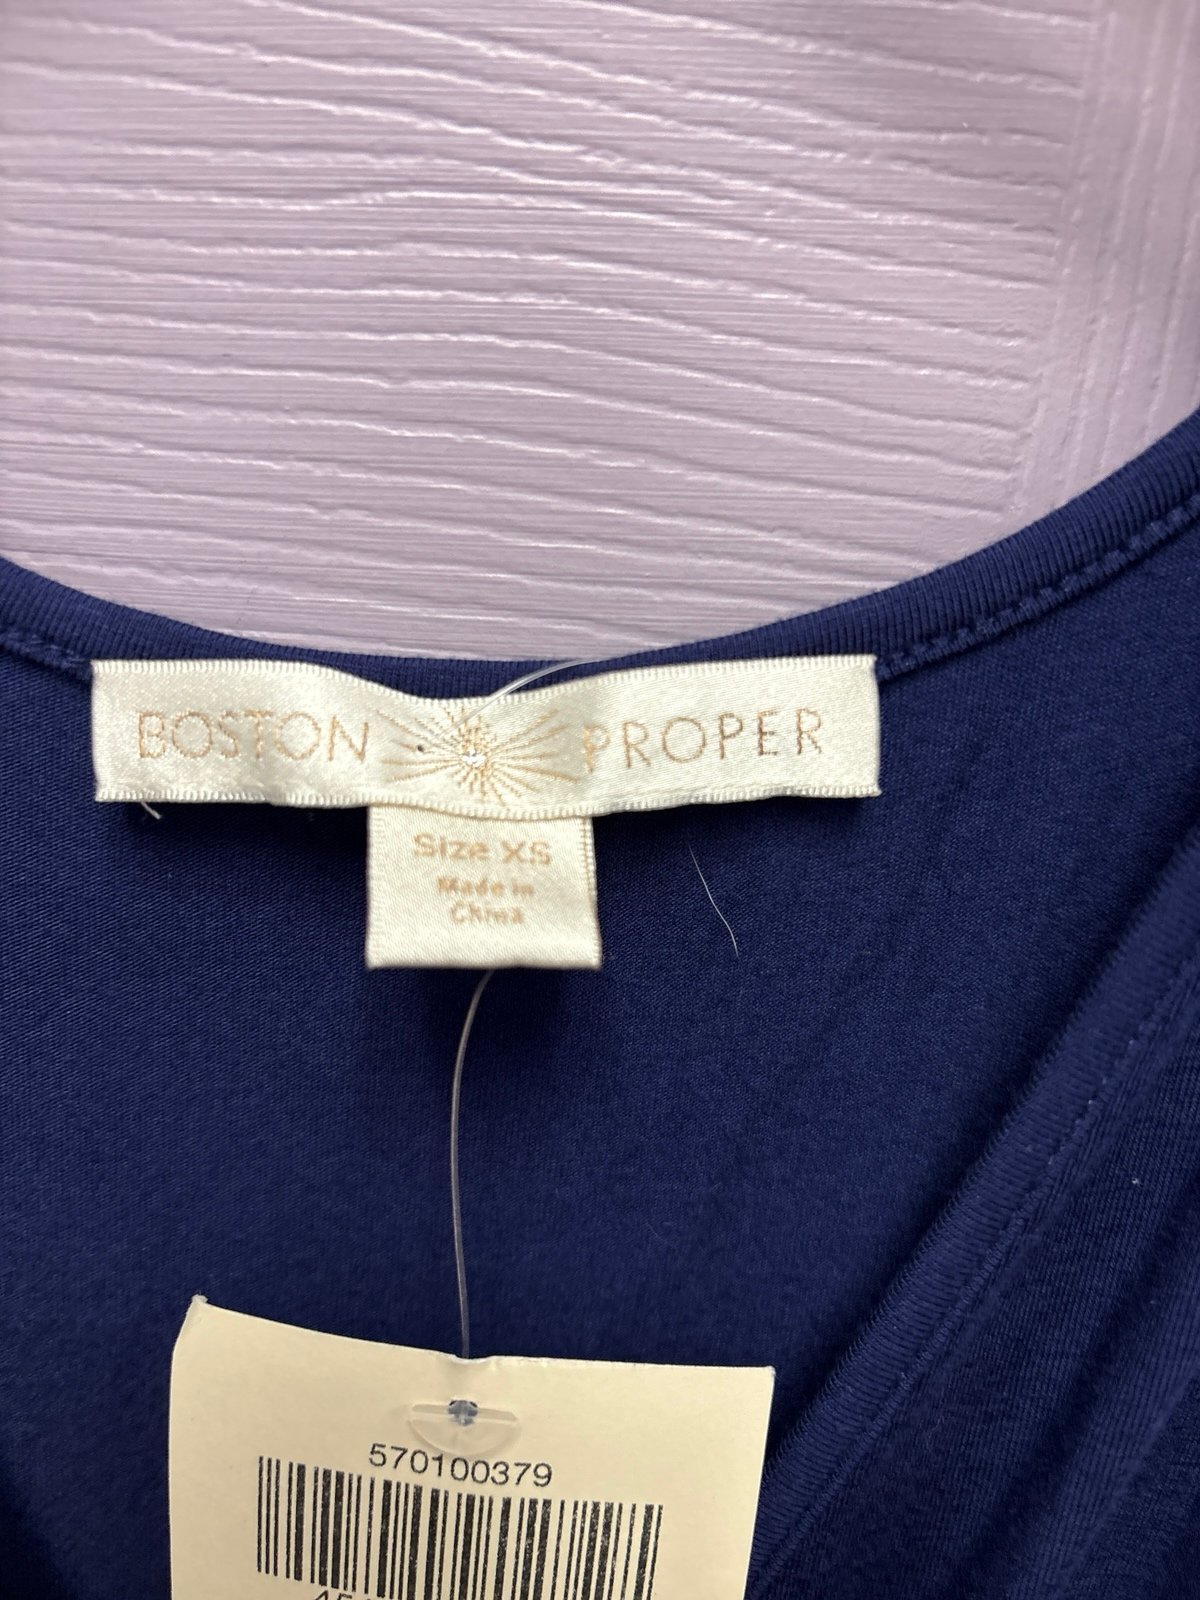 BOSTON PROPER
Size XS
Made in
China
570100379